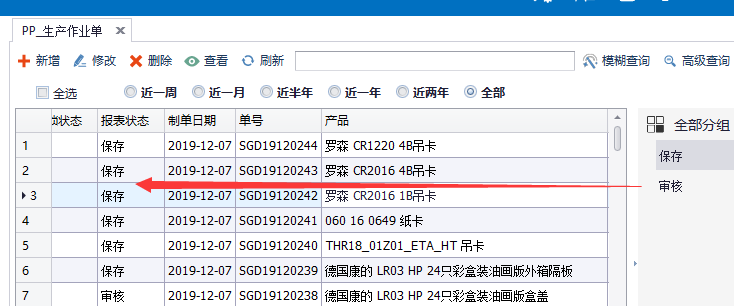 PP_生产作业单
新增 修改 删除 查看 刷新 模糊查询 高级查询
全选 近一周 近一月 近半年 近一年 近两年 全部
状态 报表状态 制单日期 单号 产品
1 保存 2019-12-07 SGD19120244 罗森 CR1220 4B吊卡
2 保存 2019-12-07 SGD19120243 罗森 CR2016 4B吊卡
3 保存 2019-12-07 SGD19120242 罗森 CR2016 1B吊卡
4 保存 2019-12-07 SGD19120241 060 16 0649 纸卡
5 保存 2019-12-07 SGD19120240 THR18_01Z01_ETA_HT 吊卡
6 保存 2019-12-07 SGD19120239 德国康的 LR03 HP 24只彩盒装油画版外箱隔板
7 审核 2019-12-07 SGD19120238 德国康的 LR03 HP 24只彩盒装油画版盒盖
全部分组
保存
审核